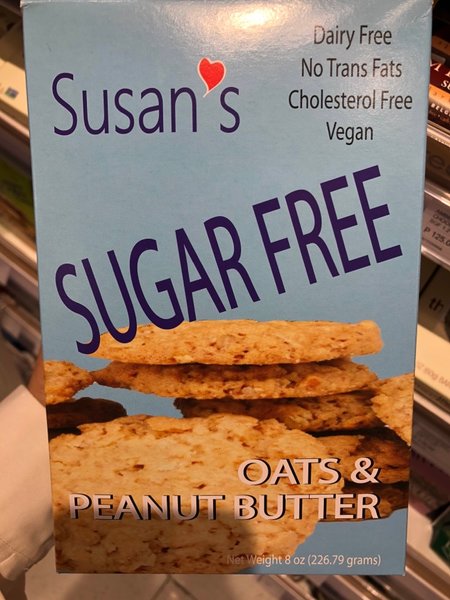 Susan's
Dairy Free
No Trans Fats
Cholesterol Free
Vegan
SUGAR FREE
OATS &
PEANUT BUTTER
Net Weight 8 oz (226.79 grams)